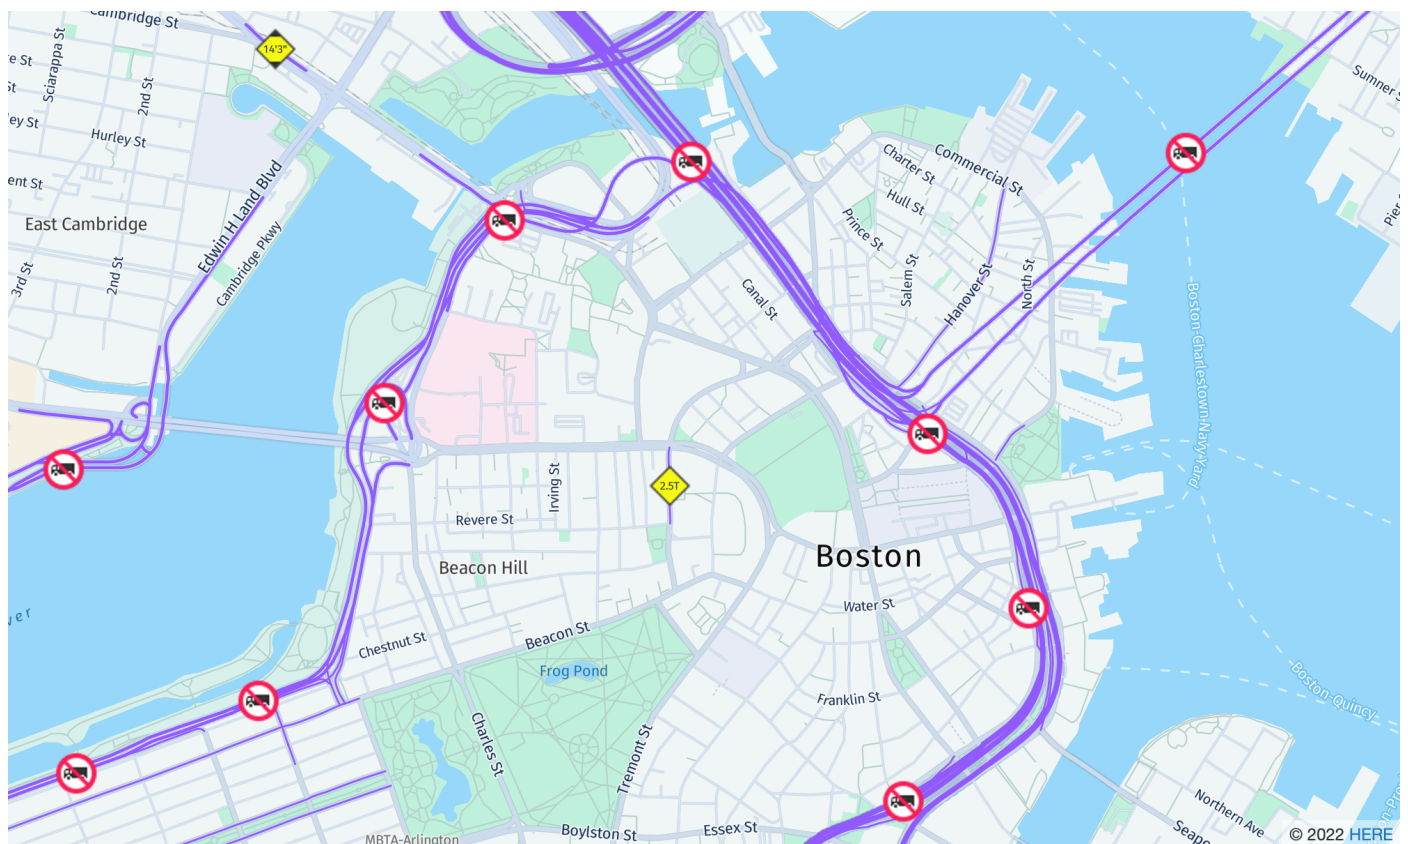 Cambridge St
14'3"
Sciarappa St
2nd St
Hurley St
East Cambridge
3rd St
2nd St
Edwin H Land Blvd
Cambridge Pkwy
Sumner
Commercial St
Charter St
Hull St
Prince St
Salem St
Hanover St
North St
Canal St
Boston-Charlestown Navy Yard
Irving St
2.5T
Revere St
Beacon Hill
Boston
Water St
Chestnut St
Beacon St
Frog Pond
Franklin St
Charles St
Tremont St
Boston-Quincy
Northern Ave
MBTA-Arlington
Boylston St
Essex St
© 2022 HERE